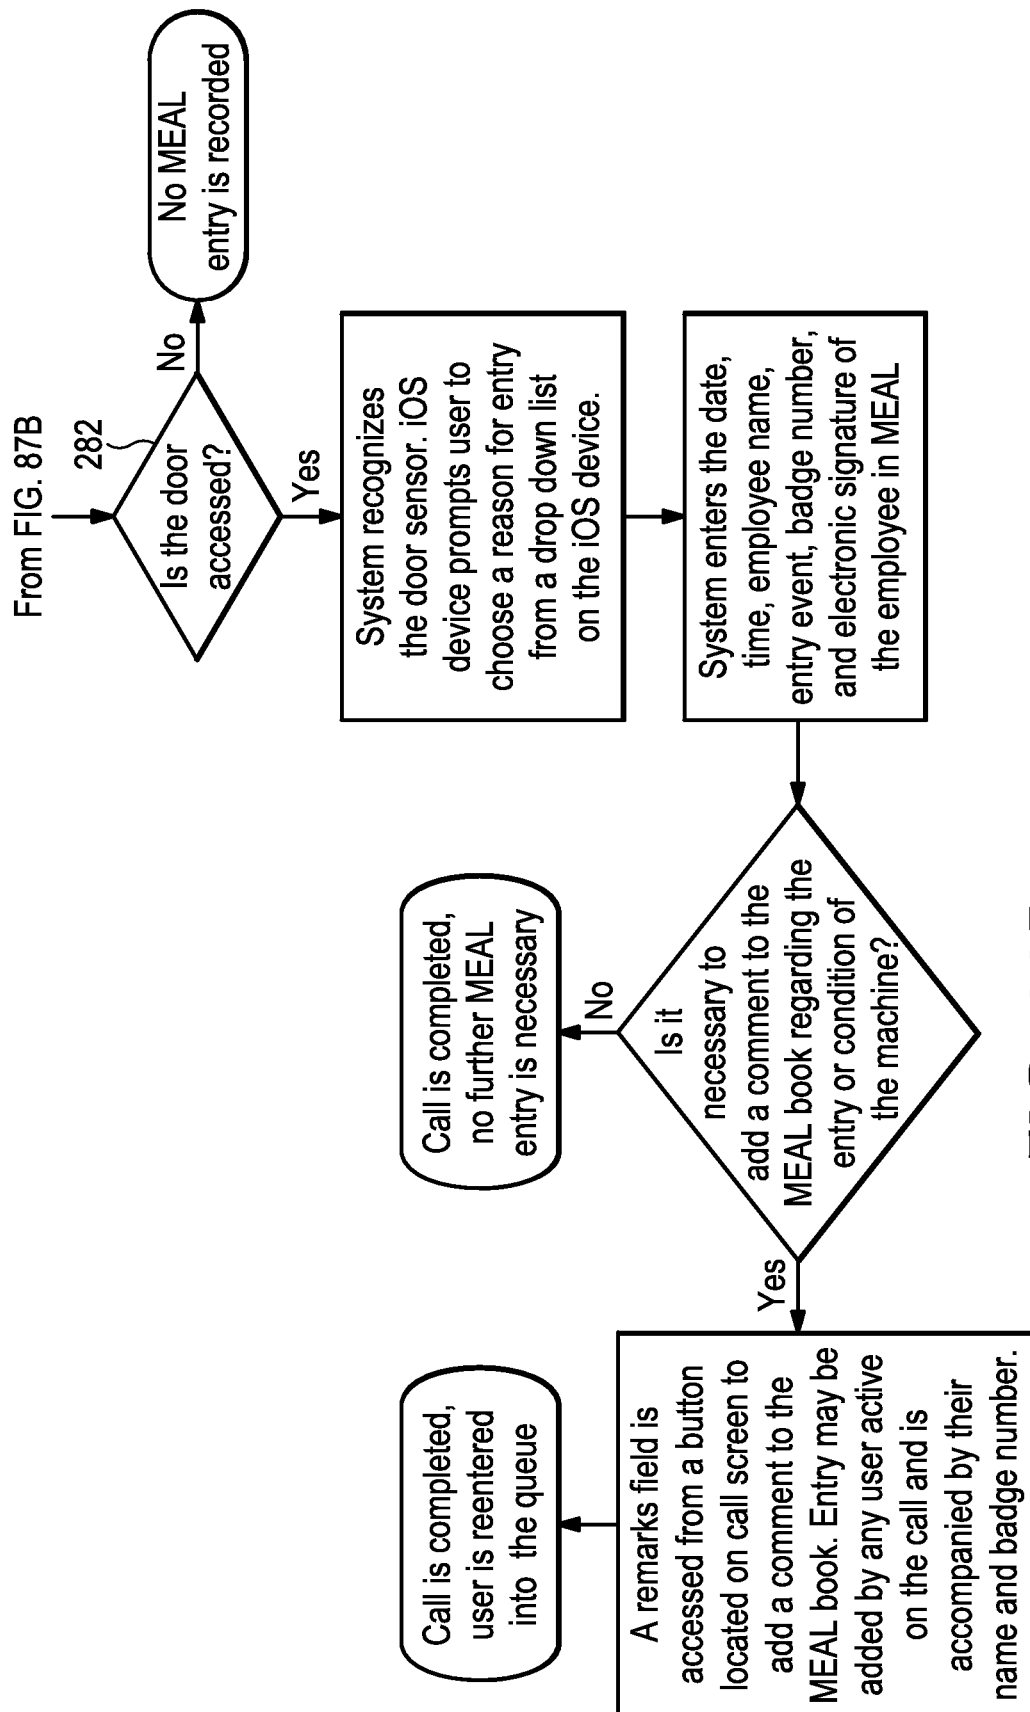 From FIG. 87B
282
Is the door
accessed?
No
No MEAL
entry is recorded
Yes
System recognizes
the door sensor. iOS
device prompts user to
choose a reason for entry
from a drop down list
on the iOS device.
System enters the date,
time, employee name,
entry event, badge number,
and electronic signature of
the employee in MEAL
Is it
necessary to
add a comment to the
MEAL book regarding the
entry or condition of
the machine?
No
Call is completed,
no further MEAL
entry is necessary
Yes
A remarks field is
accessed from a button
located on call screen to
add a comment to the
MEAL book. Entry may be
added by any user active
on the call and is
accompanied by their
name and badge number.
Call is completed,
user is reentered
into the queue